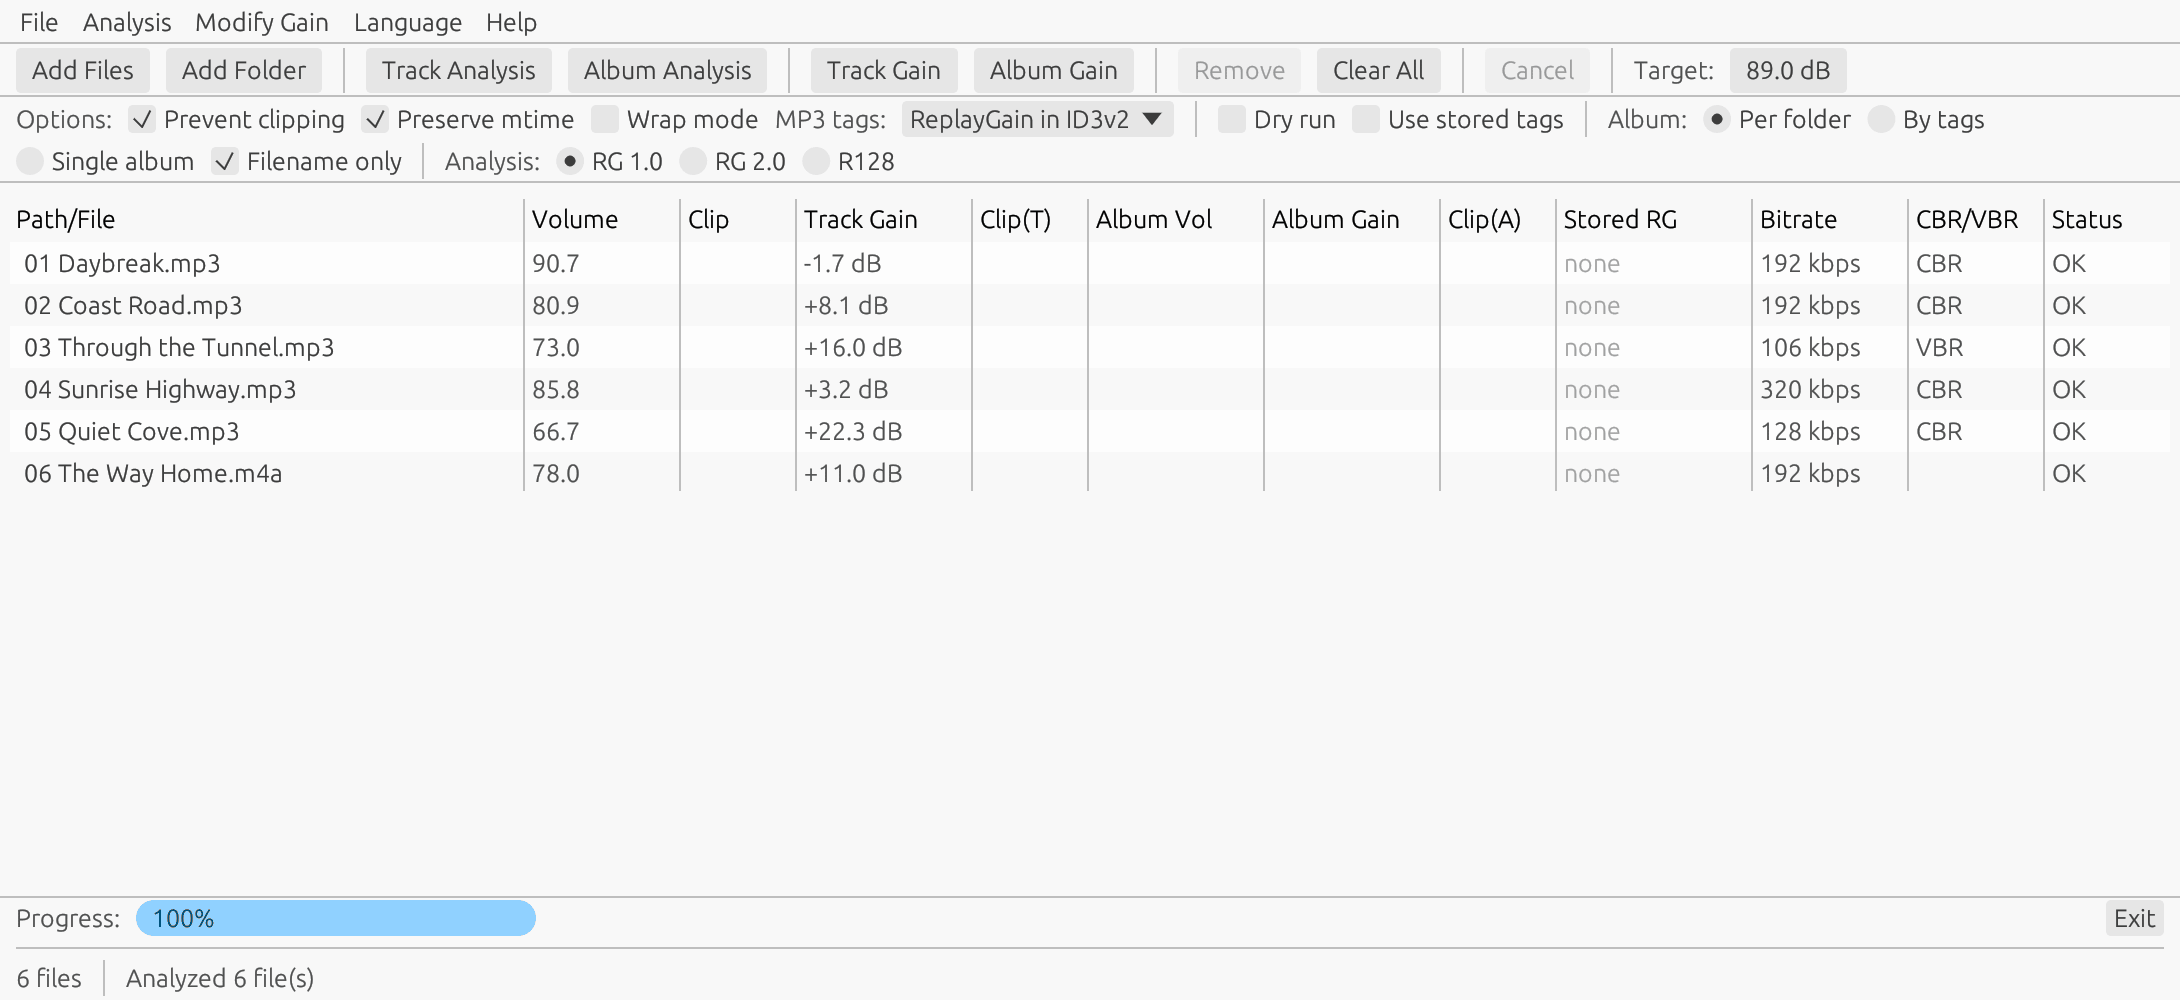 File Analysis Modify Gain Language Help
Add Files Add Folder Track Analysis Album Analysis Track Gain Album Gain Remove Clear All Cancel Target: 89.0 dB
Options: Prevent clipping Preserve mtime Wrap mode MP3 tags: ReplayGain in ID3v2 Dry run Use stored tags Album: Per folder By tags
Single album Filename only Analysis: RG 1.0 RG 2.0 R128
Path/File Volume Clip Track Gain Clip(T) Album Vol Album Gain Clip(A) Stored RG Bitrate CBR/VBR Status
01 Daybreak.mp3 90.7 -1.7 dB none 192 kbps CBR OK
02 Coast Road.mp3 80.9 +8.1 dB none 192 kbps CBR OK
03 Through the Tunnel.mp3 73.0 +16.0 dB none 106 kbps VBR OK
04 Sunrise Highway.mp3 85.8 +3.2 dB none 320 kbps CBR OK
05 Quiet Cove.mp3 66.7 +22.3 dB none 128 kbps CBR OK
06 The Way Home.m4a 78.0 +11.0 dB none 192 kbps OK
Progress: 100% Exit
6 files Analyzed 6 file(s)